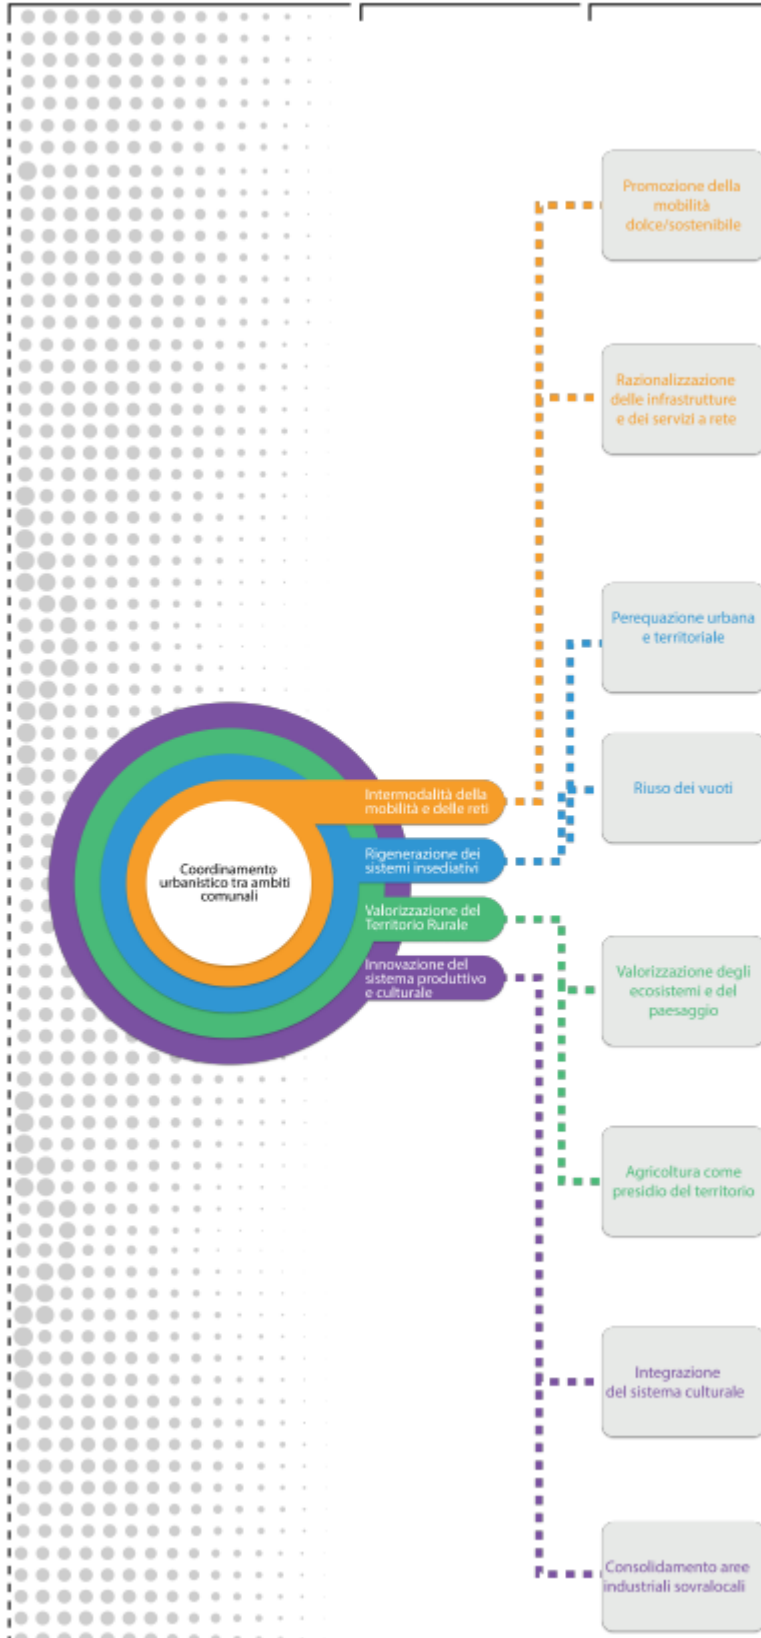 Coordinamento
urbanistico tra ambiti
comunali
Intermodalità della
mobilità e delle reti
Rigenerazione dei
sistemi insediativi
Valorizzazione del
Territorio Rurale
Innovazione del
sistema produttivo
e culturale
Promozione della
mobilità
dolce/sostenibile
Razionalizzazione
delle infrastrutture
e dei servizi a rete
Perequazione urbana
e territoriale
Riuso dei vuoti
Valorizzazione degli
ecosistemi e del
paesaggio
Agricoltura come
presidio del territorio
Integrazione
del sistema culturale
Consolidamento aree
industriali sovralocali